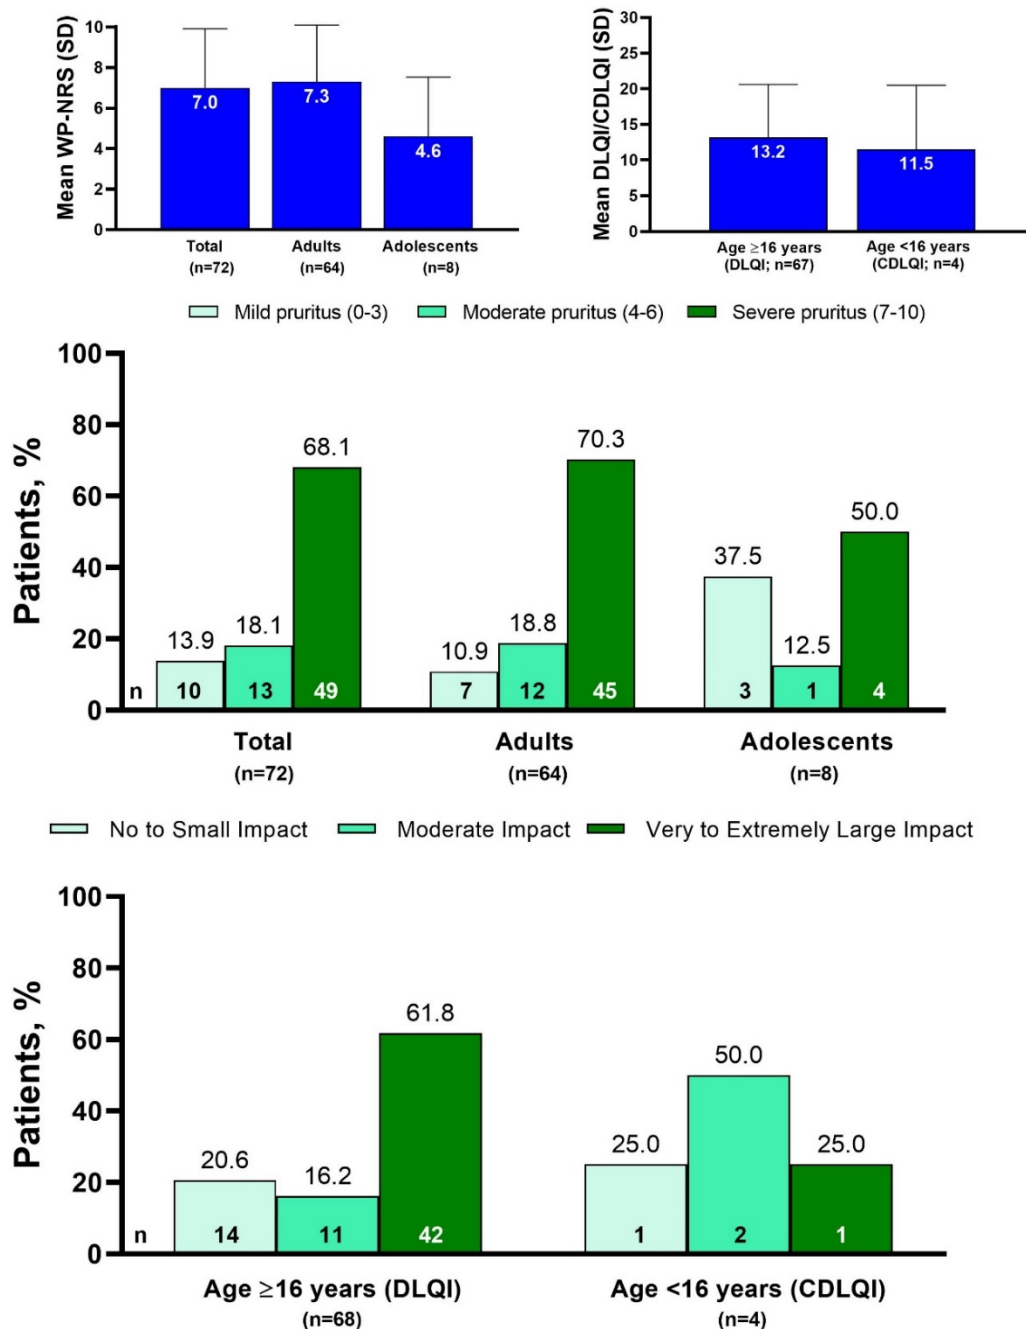 Mean WP-NRS (SD)
10
8
6
4
2
0
7.0
7.3
4.6
Total
(n=72)
Adults
(n=64)
Adolescents
(n=8)
Mean DLQI/CDLQI (SD)
30
25
20
15
10
5
0
13.2
11.5
Age ≥16 years
(DLQI; n=67)
Age <16 years
(CDLQI; n=4)
Mild pruritus (0-3)
Moderate pruritus (4-6)
Severe pruritus (7-10)
Patients, %
100
80
60
40
20
0
13.9
18.1
68.1
10.9
18.8
70.3
37.5
12.5
50.0
n
10
13
49
7
12
45
3
1
4
Total
(n=72)
Adults
(n=64)
Adolescents
(n=8)
No to Small Impact
Moderate Impact
Very to Extremely Large Impact
Patients, %
100
80
60
40
20
0
20.6
16.2
61.8
25.0
50.0
25.0
n
14
11
42
1
2
1
Age ≥16 years (DLQI)
(n=68)
Age <16 years (CDLQI)
(n=4)